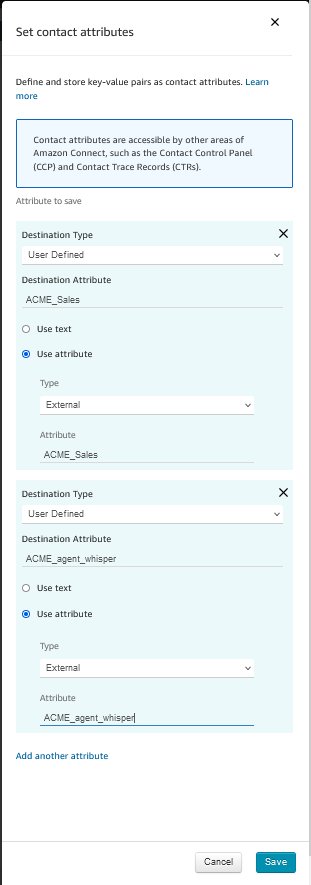 Set contact attributes
Define and store key-value pairs as contact attributes. Learn
more
Contact attributes are accessible by other areas of
Amazon Connect, such as the Contact Control Panel
(CCP) and Contact Trace Records (CTRs).
Attribute to save
Destination Type
User Defined
Destination Attribute
ACME_Sales
Use text
Use attribute
Type
External
Attribute
ACME_Sales
Destination Type
User Defined
Destination Attribute
ACME_agent_whisper
Use text
Use attribute
Type
External
Attribute
ACME_agent_whisper
Add another attribute
Cancel
Save